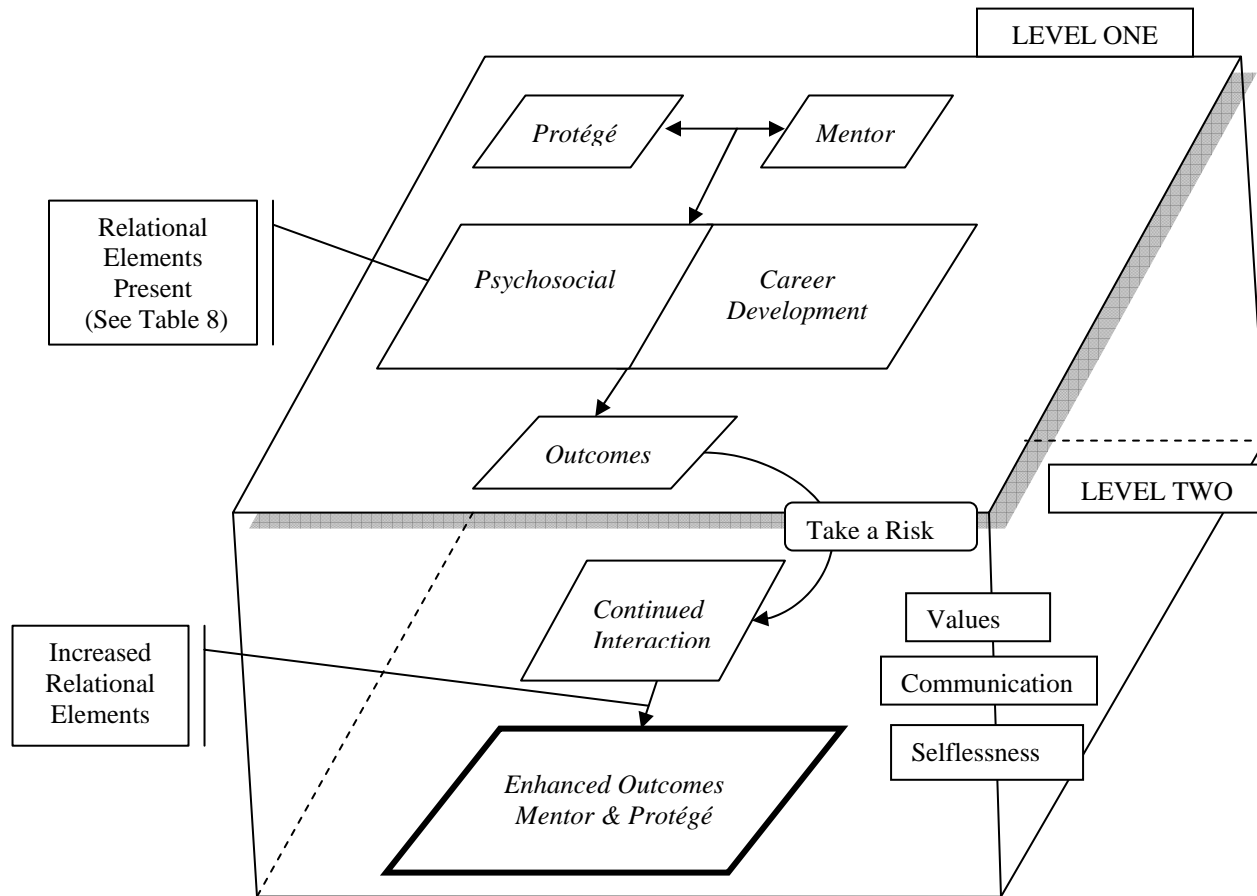 LEVEL ONE
Protégé
Mentor
Relational
Elements
Present
(See Table 8)
Psychosocial
Career
Development
Outcomes
LEVEL TWO
Take a Risk
Continued
Interaction
Values
Communication
Selflessness
Increased
Relational
Elements
Enhanced Outcomes
Mentor & Protégé